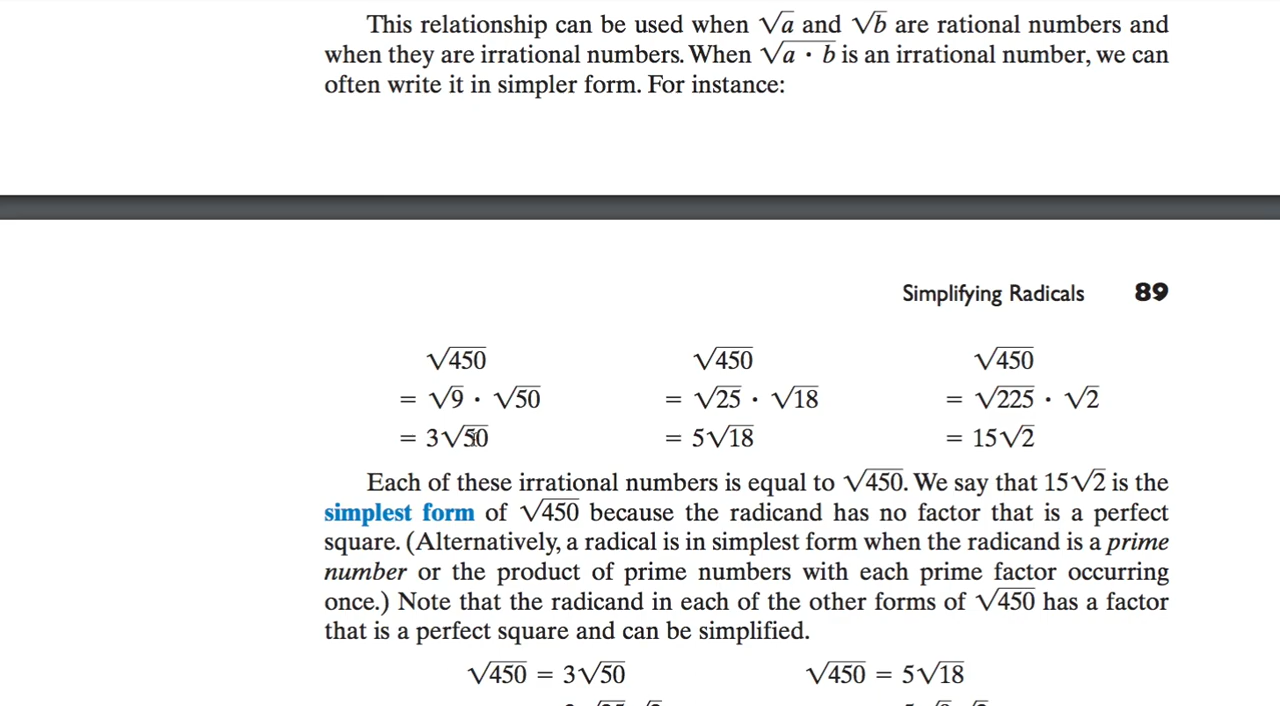 This relationship can be used when √a and √b are rational numbers and
when they are irrational numbers. When √a · b is an irrational number, we can
often write it in simpler form. For instance:
Simplifying Radicals 89
√450 √450 √450
= √9 · √50 = √25 · √18 = √225 · √2
= 3√50 = 5√18 = 15√2
Each of these irrational numbers is equal to √450. We say that 15√2 is the
simplest form of √450 because the radicand has no factor that is a perfect
square. (Alternatively, a radical is in simplest form when the radicand is a prime
number or the product of prime numbers with each prime factor occurring
once.) Note that the radicand in each of the other forms of √450 has a factor
that is a perfect square and can be simplified.
√450 = 3√50 √450 = 5√18